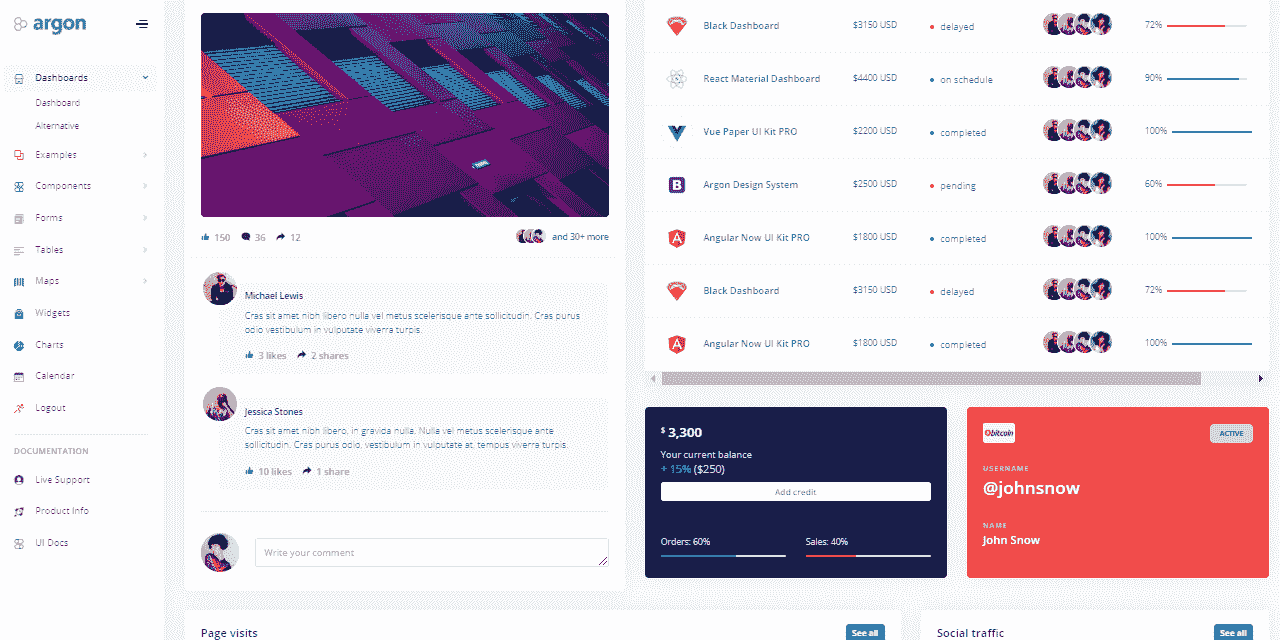 argon
Dashboards
Dashboard
Alternative
Examples
Components
Forms
Tables
Maps
Widgets
Charts
Calendar
Logout
DOCUMENTATION
Live Support
Product Info
UI Docs
150 36 12 and 30+ more
Michael Lewis
Cras sit amet nibh libero nulla vel metus scelerisque ante sollicitudin. Cras purus
odio vestibulum in vulputate viverra turpis.
3 likes 2 shares
Jessica Stones
Cras sit amet nibh libero, in gravida nulla. Nulla vel metus scelerisque ante
sollicitudin. Cras purus odio, vestibulum in vulputate at, tempus viverra turpis.
10 likes 1 share
Write your comment
Black Dashboard $3150 USD delayed 72%
React Material Dashboard $4400 USD on schedule 90%
Vue Paper UI Kit PRO $2200 USD completed 100%
B Argon Design System $2500 USD pending 60%
A Angular Now UI Kit PRO $1800 USD completed 100%
Black Dashboard $3150 USD delayed 72%
A Angular Now UI Kit PRO $1800 USD completed 100%
$ 3,300
Your current balance
+ 15% ($250)
Add credit
Orders: 60% Sales: 40%
bitcoin ACTIVE
USERNAME
@johnsnow
NAME
John Snow
Page visits See all
Social traffic See all